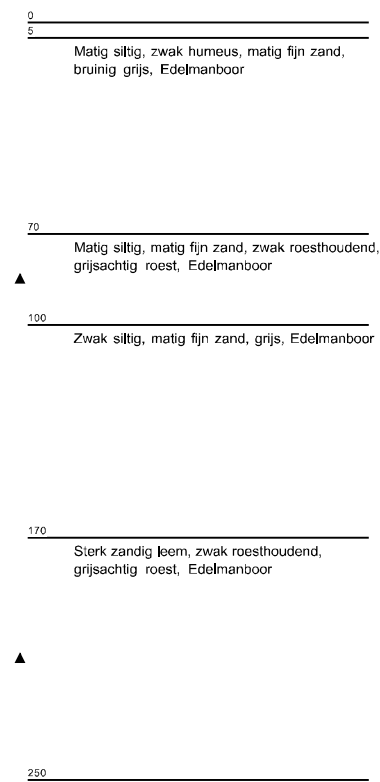 0
5
Matig siltig, zwak humeus, matig fijn zand,
bruinig grijs, Edelmanboor
70
Matig siltig, matig fijn zand, zwak roesthoudend,
grijsachtig roest, Edelmanboor
100
Zwak siltig, matig fijn zand, grijs, Edelmanboor
170
Sterk zandig leem, zwak roesthoudend,
grijsachtig roest, Edelmanboor
250